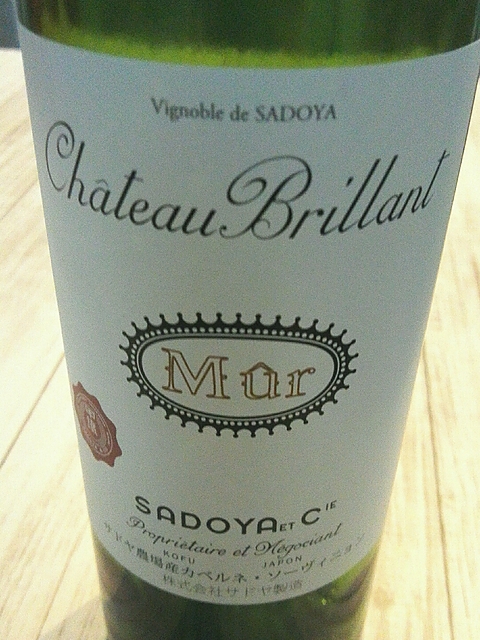 Vignoble de SADOYA
Château Brillant
Mûr
SADOYA ET CIE
Propriétaire et Négociant
KOFU JAPON
サドヤ農場産カベルネ・ソーヴィニヨン
株式会社サドヤ製造